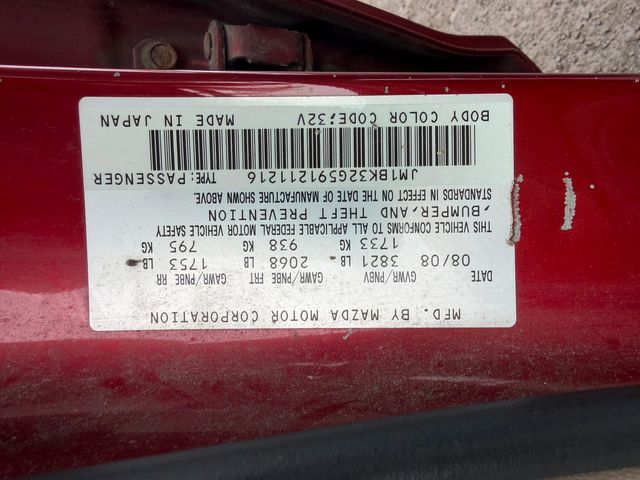 MFD. BY MAZDA MOTOR CORPORATION
DATE GVWR/PNBV GAWR/PNBE FRT GAWR/PNBE RR
08/08 3821 LB 2068 LB 1753 LB
1733 KG 938 KG 795 KG
THIS VEHICLE CONFORMS TO ALL APPLICABLE FEDERAL MOTOR VEHICLE SAFETY
, BUMPER, AND THEFT PREVENTION
STANDARDS IN EFFECT ON THE DATE OF MANUFACTURE SHOWN ABOVE.
JM1BK32G591211216 TYPE:PASSENGER
BODY COLOR CODE:32V MADE IN JAPAN